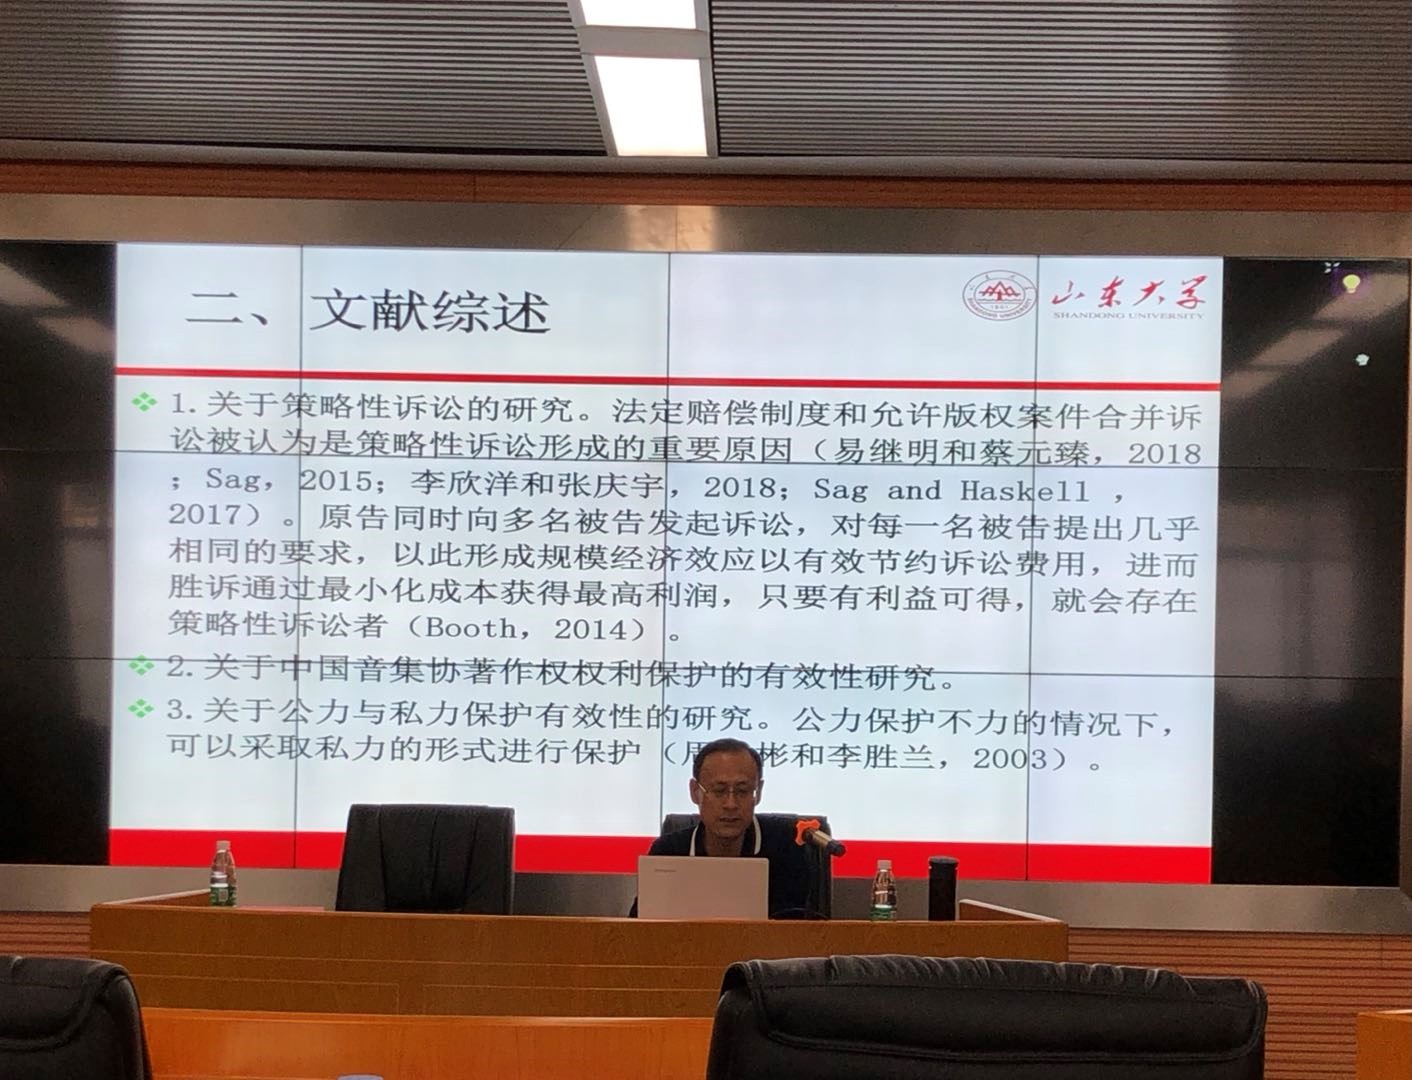 二、文献综述
山东大学
SHANDONG UNIVERSITY
1.关于策略性诉讼的研究。法定赔偿制度和允许版权案件合并诉
讼被认为是策略性诉讼形成的重要原因（易继明和蔡元臻，2018
；Sag，2015；李欣洋和张庆宇，2018；Sag and Haskell ，
2017）。原告同时向多名被告发起诉讼，对每一名被告提出几乎
相同的要求，以此形成规模经济效应以有效节约诉讼费用，进而
胜诉通过最小化成本获得最高利润，只要有利益可得，就会存在
策略性诉讼者（Booth，2014）。
2.关于中国音集协著作权权利保护的有效性研究。
3.关于公力与私力保护有效性的研究。公力保护不力的情况下，
可以采取私力的形式进行保护（周 彬和李胜兰，2003）。